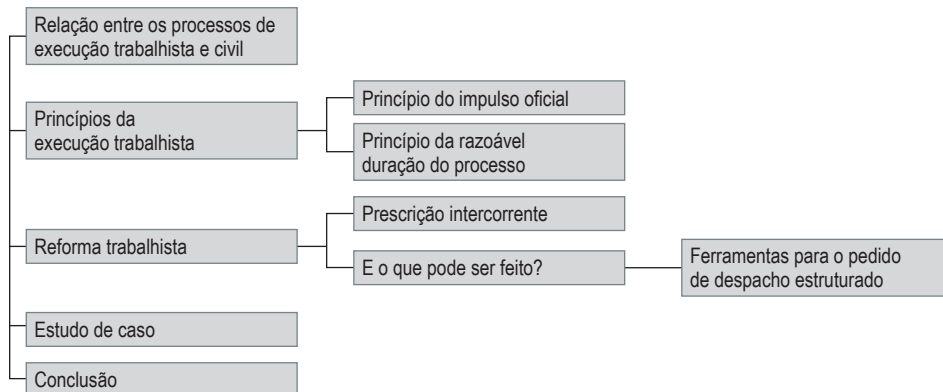 Relação entre os processos de
execução trabalhista e civil
Princípios da
execução trabalhista
Princípio do impulso oficial
Princípio da razoável
duração do processo
Reforma trabalhista
Prescrição intercorrente
E o que pode ser feito?
Ferramentas para o pedido
de despacho estruturado
Estudo de caso
Conclusão